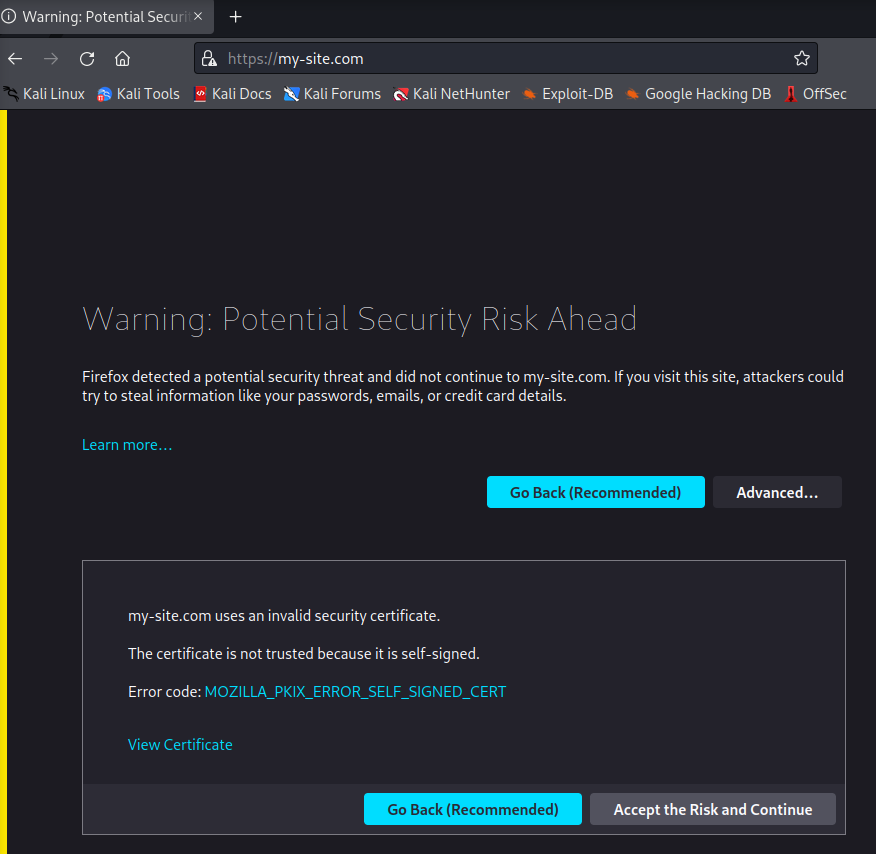 Warning: Potential Securi
https://my-site.com
Kali Linux Kali Tools Kali Docs Kali Forums Kali NetHunter Exploit-DB Google Hacking DB OffSec
Warning: Potential Security Risk Ahead
Firefox detected a potential security threat and did not continue to my-site.com. If you visit this site, attackers could
try to steal information like your passwords, emails, or credit card details.
Learn more…
Go Back (Recommended) Advanced…
my-site.com uses an invalid security certificate.
The certificate is not trusted because it is self-signed.
Error code: MOZILLA_PKIX_ERROR_SELF_SIGNED_CERT
View Certificate
Go Back (Recommended) Accept the Risk and Continue